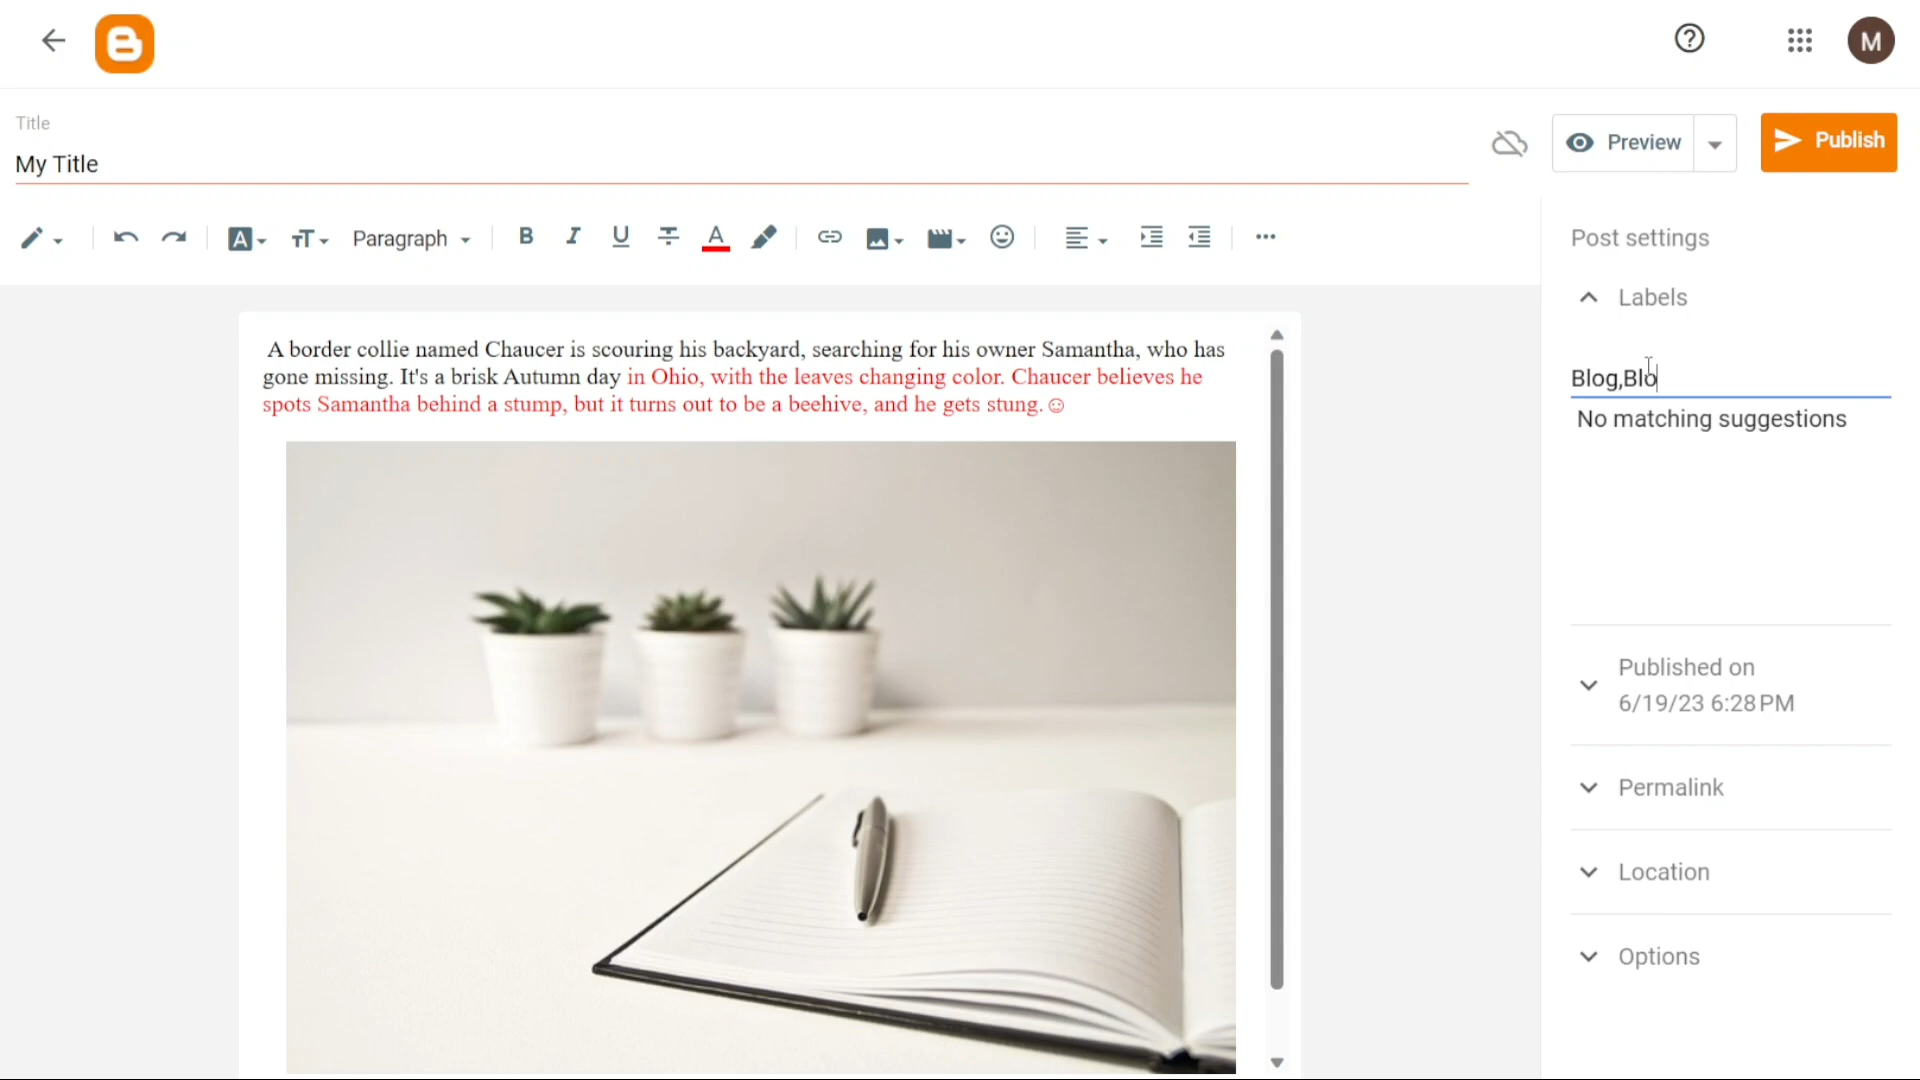 Title
My Title
Preview
Publish
Paragraph
Post settings
Labels
Blog,Blo
No matching suggestions
A border collie named Chaucer is scouring his backyard, searching for his owner Samantha, who has
gone missing. It's a brisk Autumn day in Ohio, with the leaves changing color. Chaucer believes he
spots Samantha behind a stump, but it turns out to be a beehive, and he gets stung.☺
Published on
6/19/23 6:28 PM
Permalink
Location
Options
M